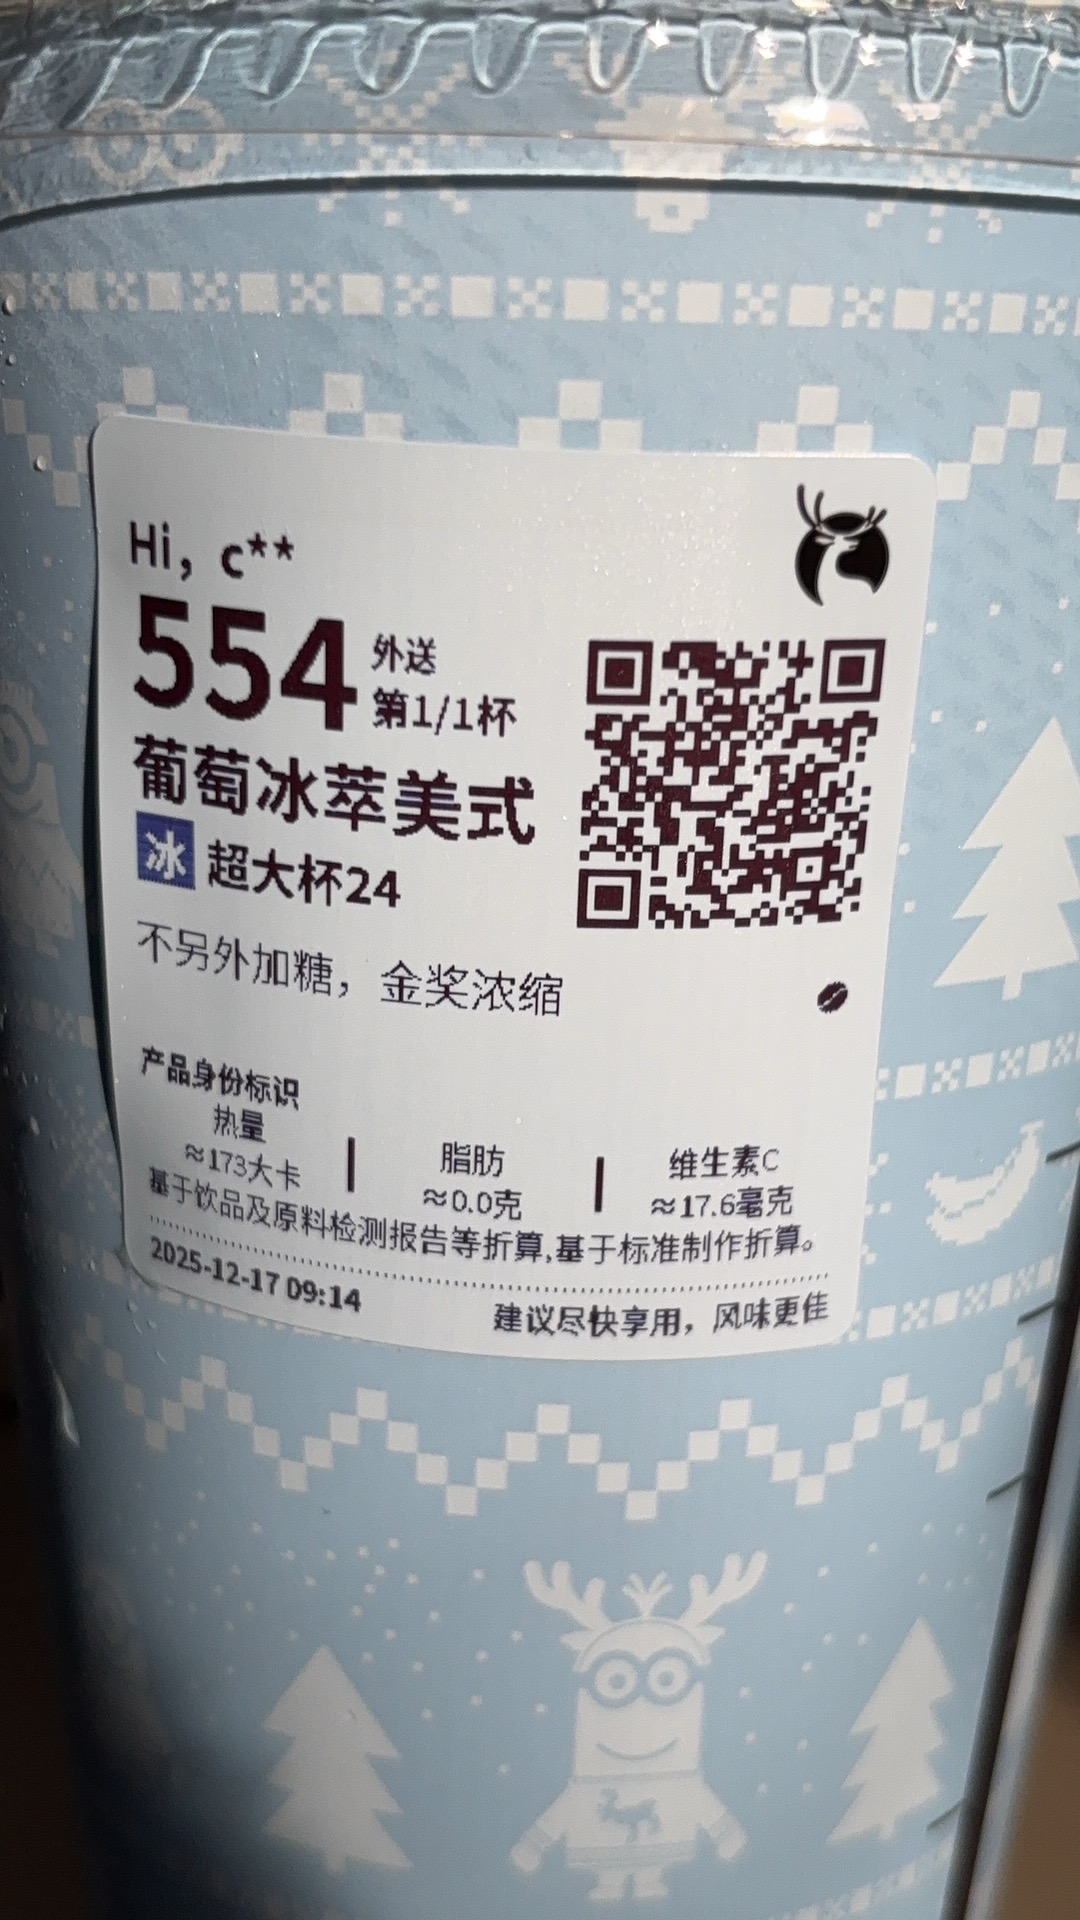 Hi, c**
554 外送
第1/1杯
葡萄冰萃美式
冰 超大杯24
不另外加糖，金奖浓缩
产品身份标识
热量 脂肪 维生素C
≈173大卡 ≈0.0克 ≈17.6毫克
基于饮品及原料检测报告等折算,基于标准制作折算。
2025-12-17 09:14
建议尽快享用，风味更佳